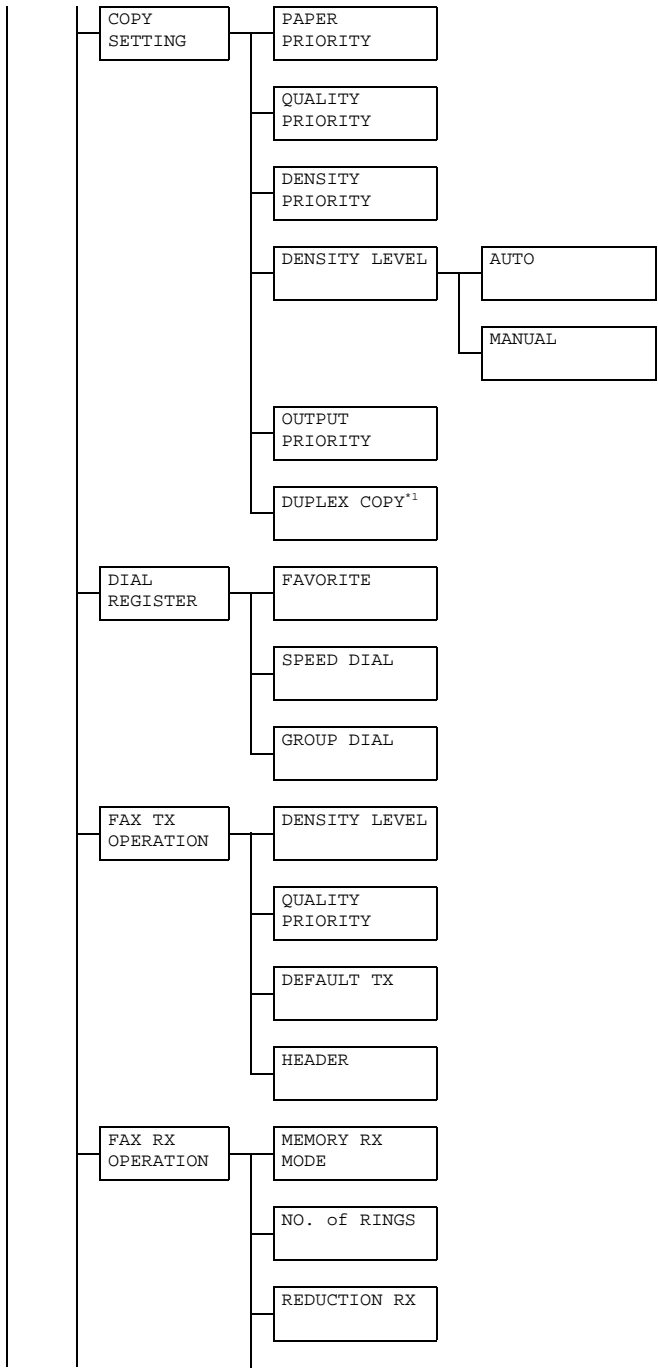 COPY
SETTING
PAPER
PRIORITY
QUALITY
PRIORITY
DENSITY
PRIORITY
DENSITY LEVEL
AUTO
MANUAL
OUTPUT
PRIORITY
DUPLEX COPY*1
DIAL
REGISTER
FAVORITE
SPEED DIAL
GROUP DIAL
FAX TX
OPERATION
DENSITY LEVEL
QUALITY
PRIORITY
DEFAULT TX
HEADER
FAX RX
OPERATION
MEMORY RX
MODE
NO. of RINGS
REDUCTION RX